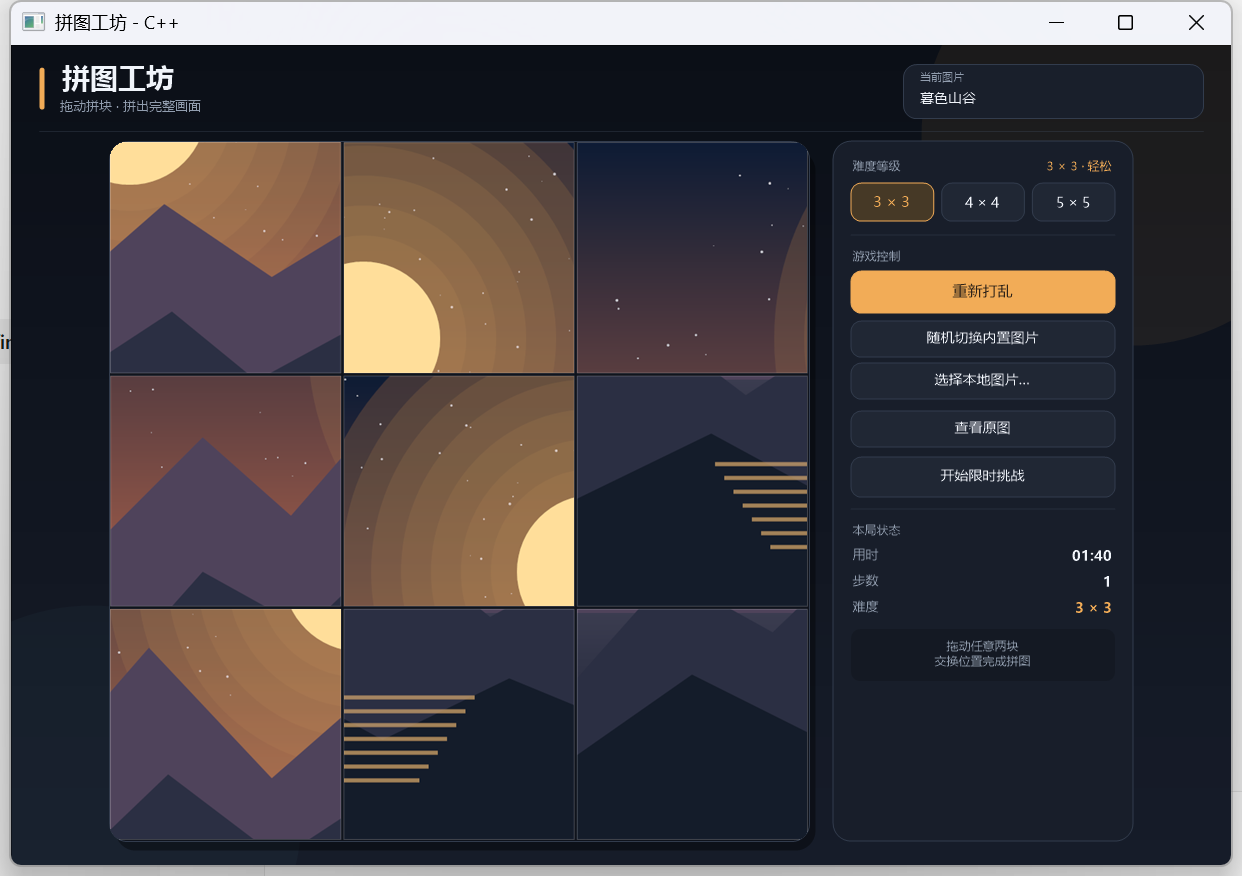 拼图工坊 - C++
拼图工坊
拖动拼块 · 拼出完整画面
当前图片
暮色山谷
难度等级
3 × 3 · 轻松
3 × 3
4 × 4
5 × 5
游戏控制
重新打乱
随机切换内置图片
选择本地图片...
查看原图
开始限时挑战
本局状态
用时 01:40
步数 1
难度 3 × 3
拖动任意两块
交换位置完成拼图